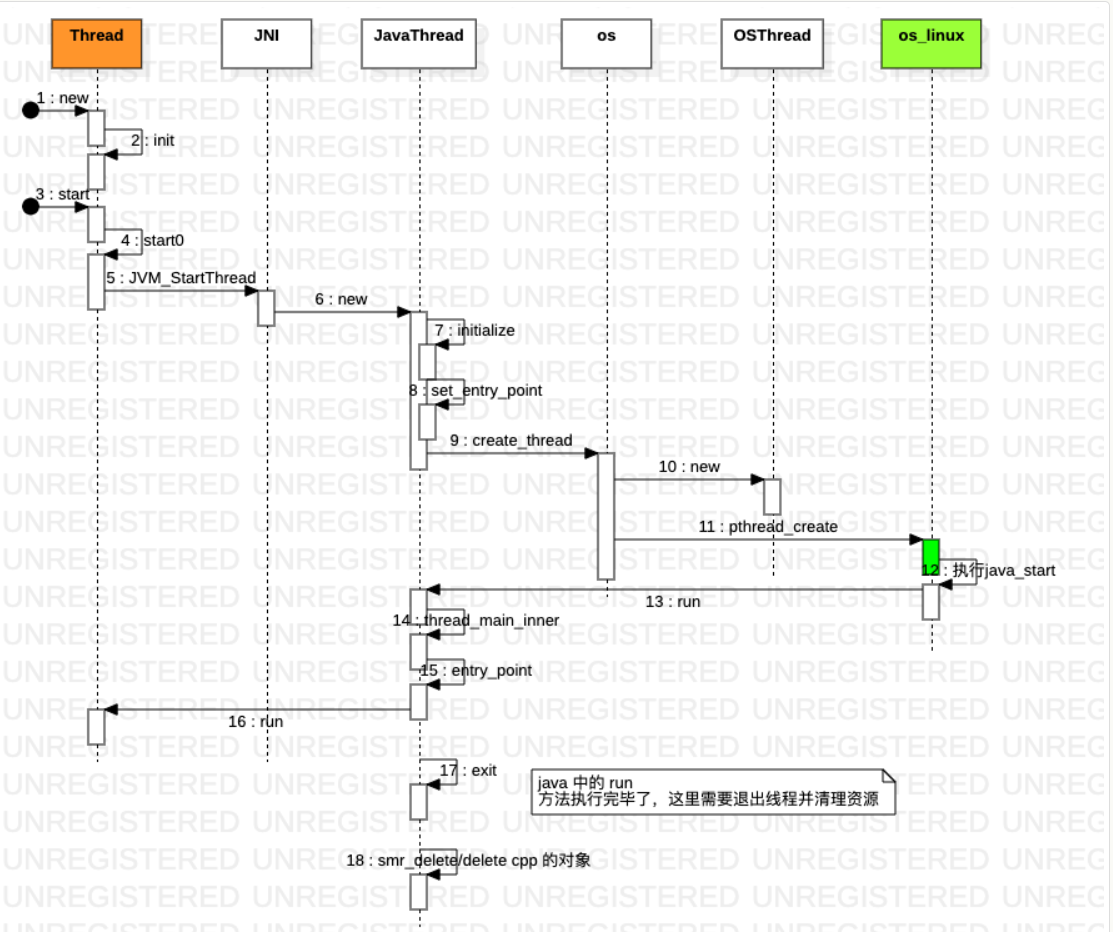 Thread
JNI
JavaThread
os
OSThread
os_linux
1 : new
2 : init
3 : start
4 : start0
5 : JVM_StartThread
6 : new
7 : initialize
8 : set_entry_point
9 : create_thread
10 : new
11 : pthread_create
12 : 执行java_start
13 : run
14 : thread_main_inner
15 : entry_point
16 : run
17 : exit
java 中的 run
方法执行完毕了，这里需要退出线程并清理资源
18 : smr_delete/delete cpp 的对象
UNREGISTERED